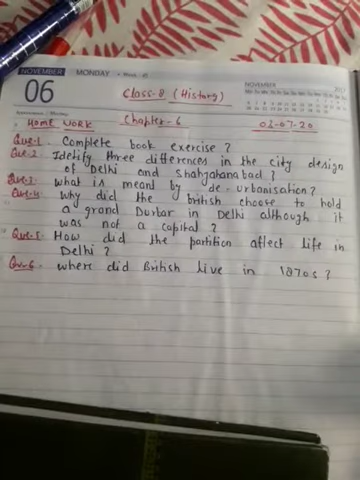 NOVEMBER MONDAY
NOVEMBER
06
Class-8 (History)
HOME WORK Chapter-6 03-07-20
Que-1. Complete book exercise ?
Que-2. Idetify three differences in the city design
of Delhi and Shahjahanabad ?
Que-3. What is meant by de-urbanisation ?
Que-4. Why did the british choose to hold
a grand Durbar in Delhi although it
was not a capital ?
Que-5. How did the partition affect life in
Delhi ?
Qu-6. where did British live in 1870s ?